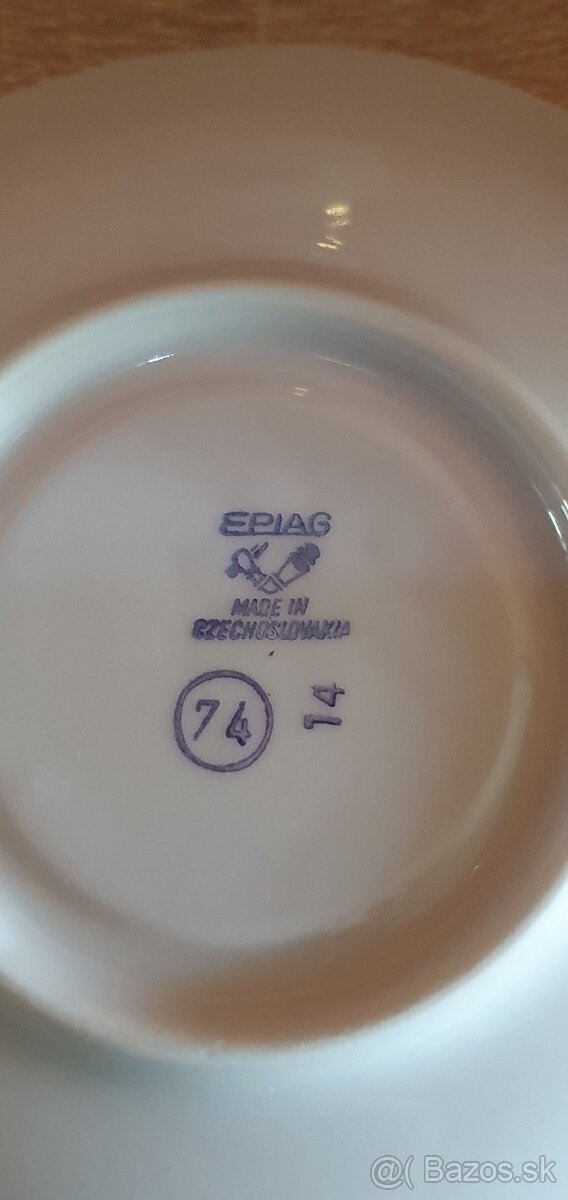 EPIAG
MADE IN
CZECHOSLOVAKIA
74
14
@( Bazos.sk